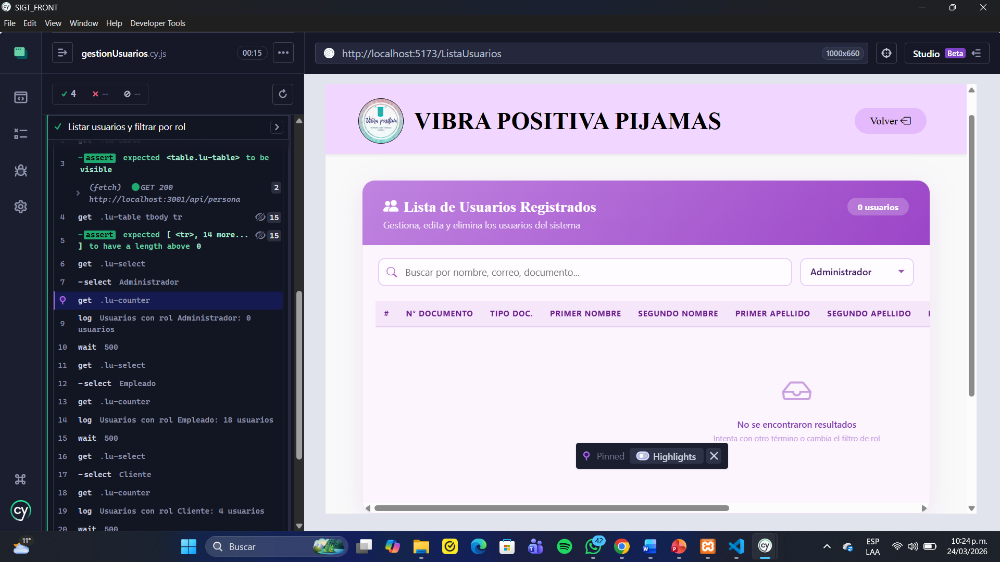 SIGT_FRONT
File Edit View Window Help Developer Tools
gestionUsuarios.cy.js
00:15
4 -- --
Listar usuarios y filtrar por rol
2 get .lu-table
3 -assert expected <table.lu-table> to be
visible
(fetch) GET 200
http://localhost:3001/api/persona
2
4 get .lu-table tbody tr 15
5 -assert expected [ <tr>, 14 more... 15
] to have a length above 0
6 get .lu-select
7 -select Administrador
get .lu-counter
9 log Usuarios con rol Administrador: 0
usuarios
10 wait 500
11 get .lu-select
12 -select Empleado
13 get .lu-counter
14 log Usuarios con rol Empleado: 18 usuarios
15 wait 500
16 get .lu-select
17 -select Cliente
18 get .lu-counter
19 log Usuarios con rol Cliente: 4 usuarios
20 wait 500
cy
http://localhost:5173/ListaUsuarios
1000x660
Studio Beta
Vibra positiva
VIBRA POSITIVA PIJAMAS
Volver
Lista de Usuarios Registrados
0 usuarios
Gestiona, edita y elimina los usuarios del sistema
Buscar por nombre, correo, documento...
Administrador
# N° DOCUMENTO TIPO DOC. PRIMER NOMBRE SEGUNDO NOMBRE PRIMER APELLIDO SEGUNDO APELLIDO
No se encontraron resultados
Intenta con otro término o cambia el filtro de rol
Pinned Highlights
11°
Buscar
42
ESP
LAA
10:24 p. m.
24/03/2026